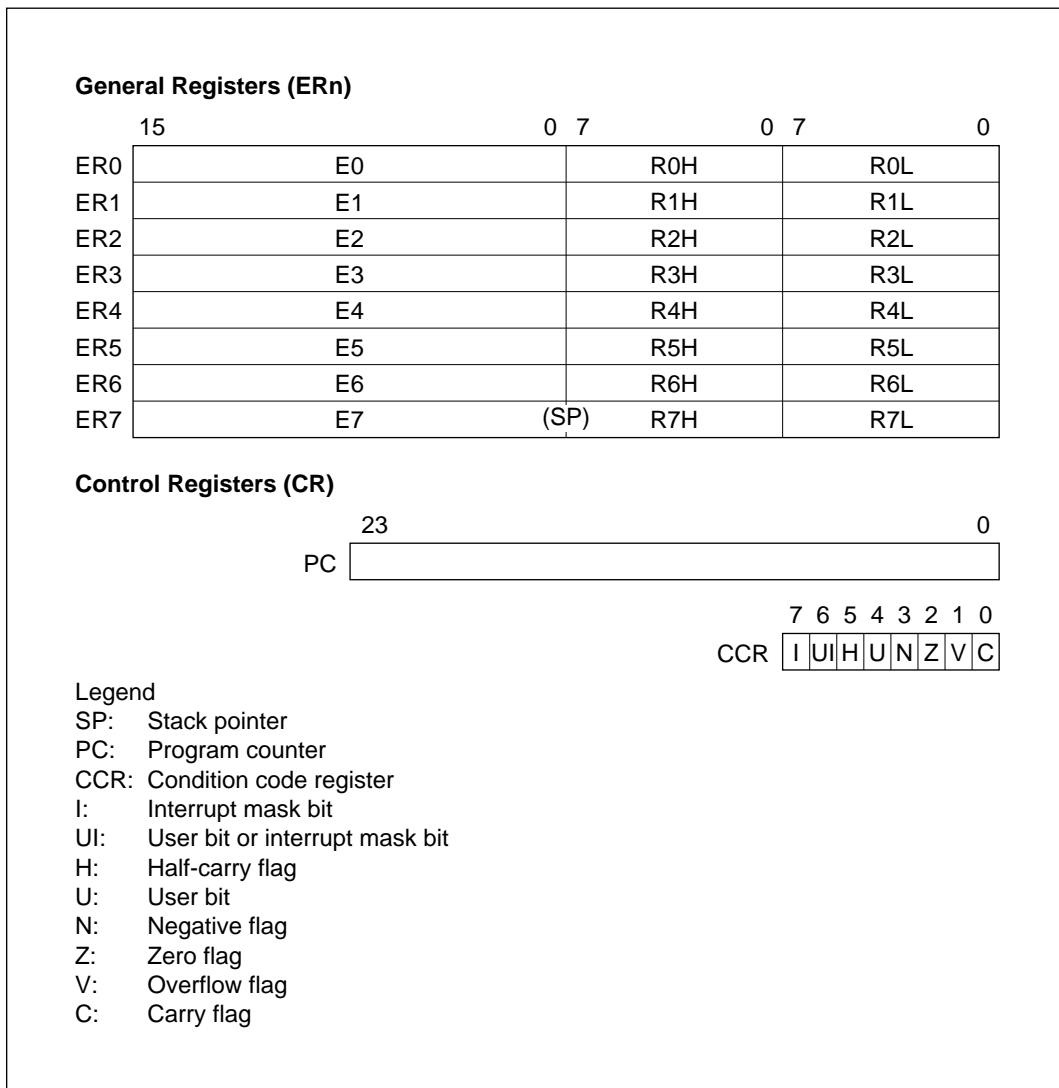 General Registers (ERn)
15 0 7 0 7 0
ER0 E0 R0H R0L
ER1 E1 R1H R1L
ER2 E2 R2H R2L
ER3 E3 R3H R3L
ER4 E4 R4H R4L
ER5 E5 R5H R5L
ER6 E6 R6H R6L
ER7 E7 (SP) R7H R7L
Control Registers (CR)
23 0
PC
7 6 5 4 3 2 1 0
CCR I UI H U N Z V C
Legend
SP: Stack pointer
PC: Program counter
CCR: Condition code register
I: Interrupt mask bit
UI: User bit or interrupt mask bit
H: Half-carry flag
U: User bit
N: Negative flag
Z: Zero flag
V: Overflow flag
C: Carry flag